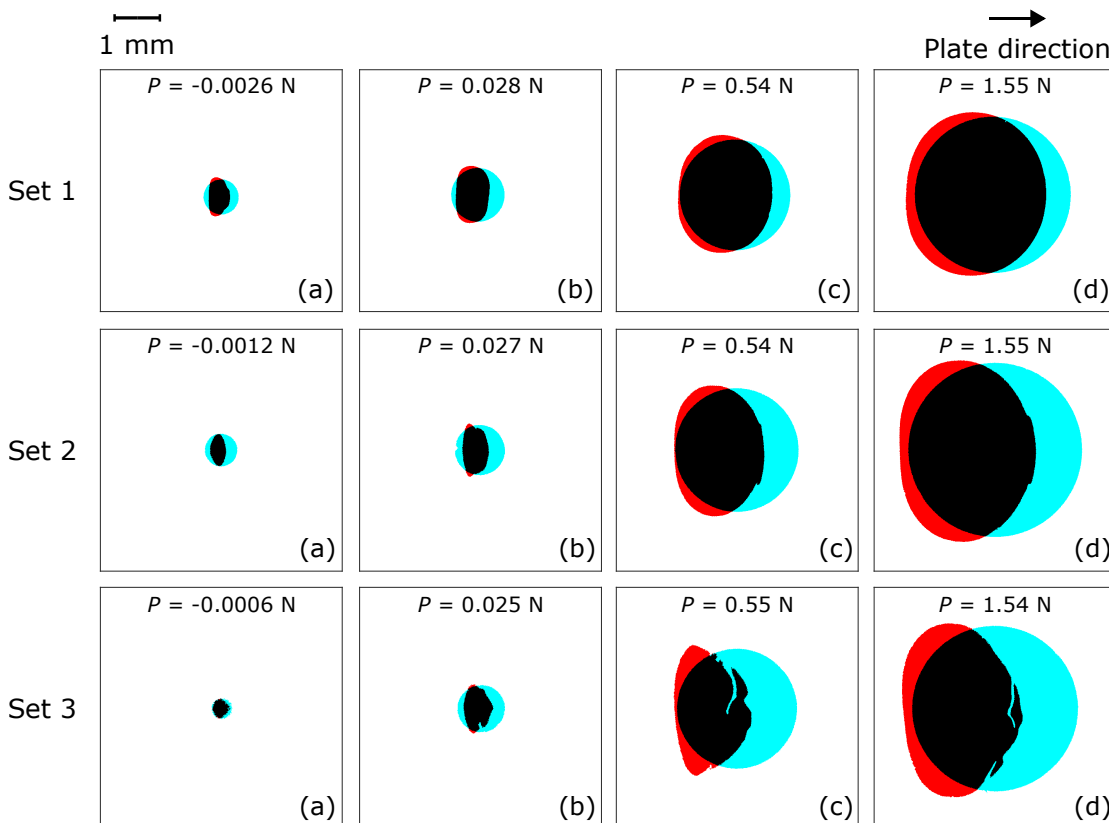 1 mm
Plate direction
P = -0.0026 N
P = 0.028 N
P = 0.54 N
P = 1.55 N
Set 1
(a)
(b)
(c)
(d)
P = -0.0012 N
P = 0.027 N
P = 0.54 N
P = 1.55 N
Set 2
(a)
(b)
(c)
(d)
P = -0.0006 N
P = 0.025 N
P = 0.55 N
P = 1.54 N
Set 3
(a)
(b)
(c)
(d)